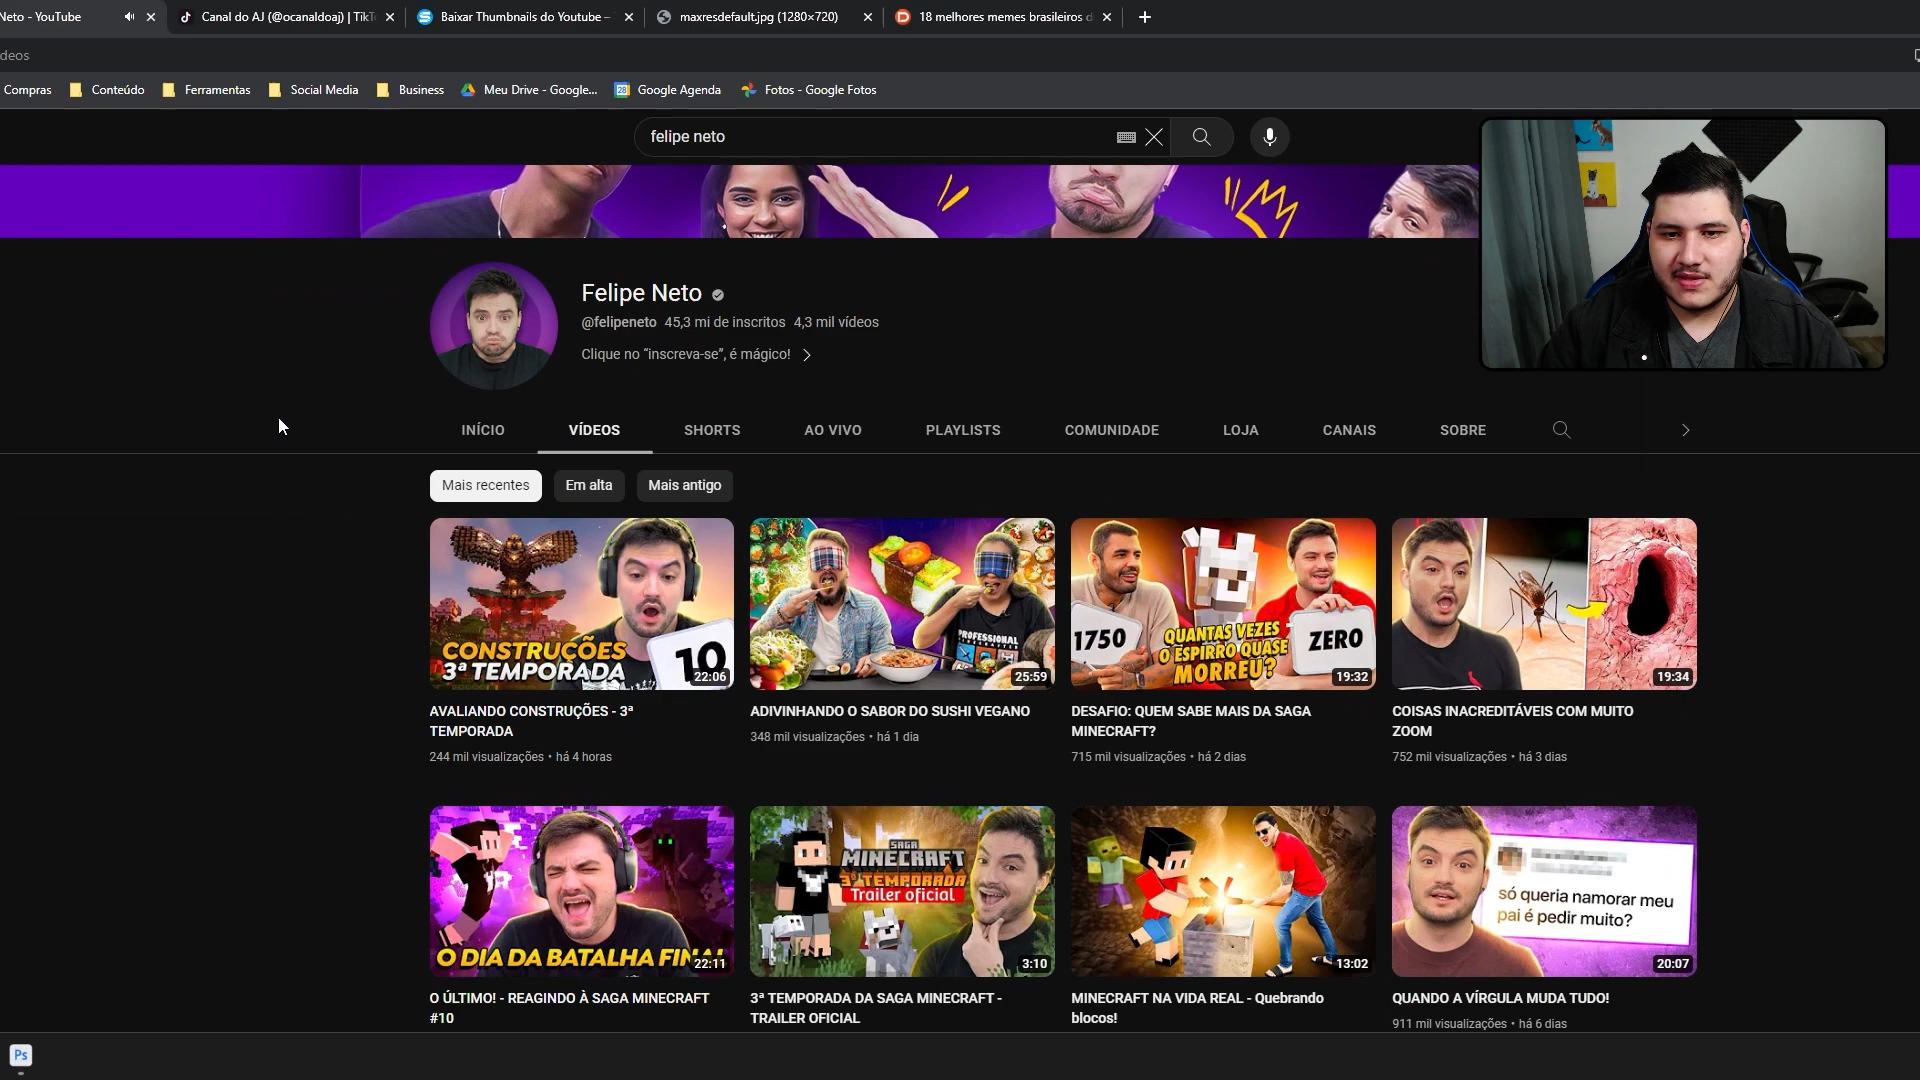 Neto - YouTube
Canal do AJ (@ocanaldoaj) | TikT
Baixar Thumbnails do Youtube –
maxresdefault.jpg (1280×720)
18 melhores memes brasileiros d
deos
Compras
Conteúdo
Ferramentas
Social Media
Business
Meu Drive - Google...
28
Google Agenda
Fotos - Google Fotos
felipe neto
Felipe Neto
@felipeneto 45,3 mi de inscritos 4,3 mil vídeos
Clique no "inscreva-se", é mágico!
INÍCIO
VÍDEOS
SHORTS
AO VIVO
PLAYLISTS
COMUNIDADE
LOJA
CANAIS
SOBRE
Mais recentes
Em alta
Mais antigo
CONSTRUÇÕES
3ª TEMPORADA
10
22:06
PROFESSIONAL
25:59
1750
QUANTAS VEZES
O ESPIRRO QUASE
MORREU?
ZERO
19:32
19:34
AVALIANDO CONSTRUÇÕES - 3ª
TEMPORADA
244 mil visualizações • há 4 horas
ADIVINHANDO O SABOR DO SUSHI VEGANO
348 mil visualizações • há 1 dia
DESAFIO: QUEM SABE MAIS DA SAGA
MINECRAFT?
715 mil visualizações • há 2 dias
COISAS INACREDITÁVEIS COM MUITO
ZOOM
752 mil visualizações • há 3 dias
O DIA DA BATALHA FINAL
22:11
SAGA
MINECRAFT
3ª TEMPORADA
Trailer oficial
3:10
13:02
só queria namorar meu
pai é pedir muito?
20:07
O ÚLTIMO! - REAGINDO À SAGA MINECRAFT
#10
3ª TEMPORADA DA SAGA MINECRAFT -
TRAILER OFICIAL
MINECRAFT NA VIDA REAL - Quebrando
blocos!
QUANDO A VÍRGULA MUDA TUDO!
911 mil visualizações • há 6 dias
Ps